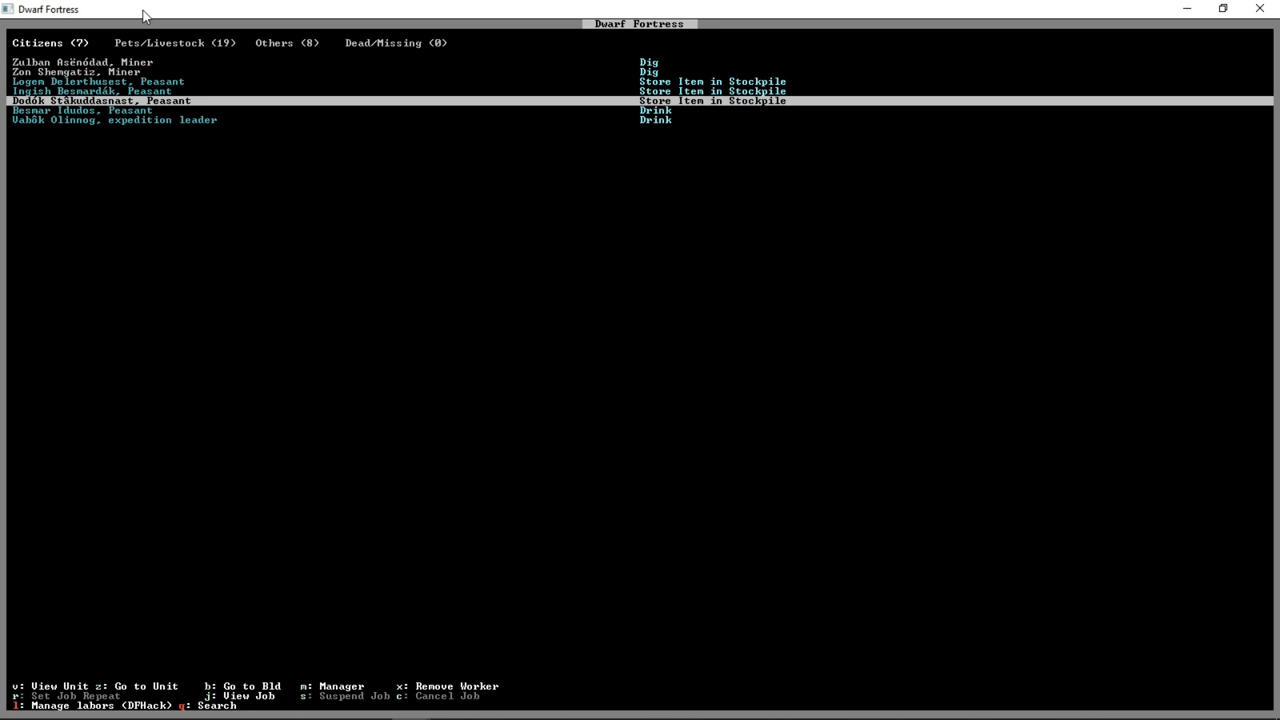 Dwarf Fortress
Dwarf Fortress
Citizens (7) Pets/Livestock (19) Others (8) Dead/Missing (0)
Zulban Asënódad, Miner Dig
Zon Shemgatiz, Miner Dig
Logem Delerthusest, Peasant Store Item in Stockpile
Ingish Besmardák, Peasant Store Item in Stockpile
Dodók Stâkuddasnast, Peasant Store Item in Stockpile
Besmar Idudos, Peasant Drink
Vabôk Olinnog, expedition leader Drink
v: View Unit z: Go to Unit b: Go to Bld m: Manager x: Remove Worker
r: Set Job Repeat j: View Job s: Suspend Job c: Cancel Job
l: Manage labors (DFHack) q: Search